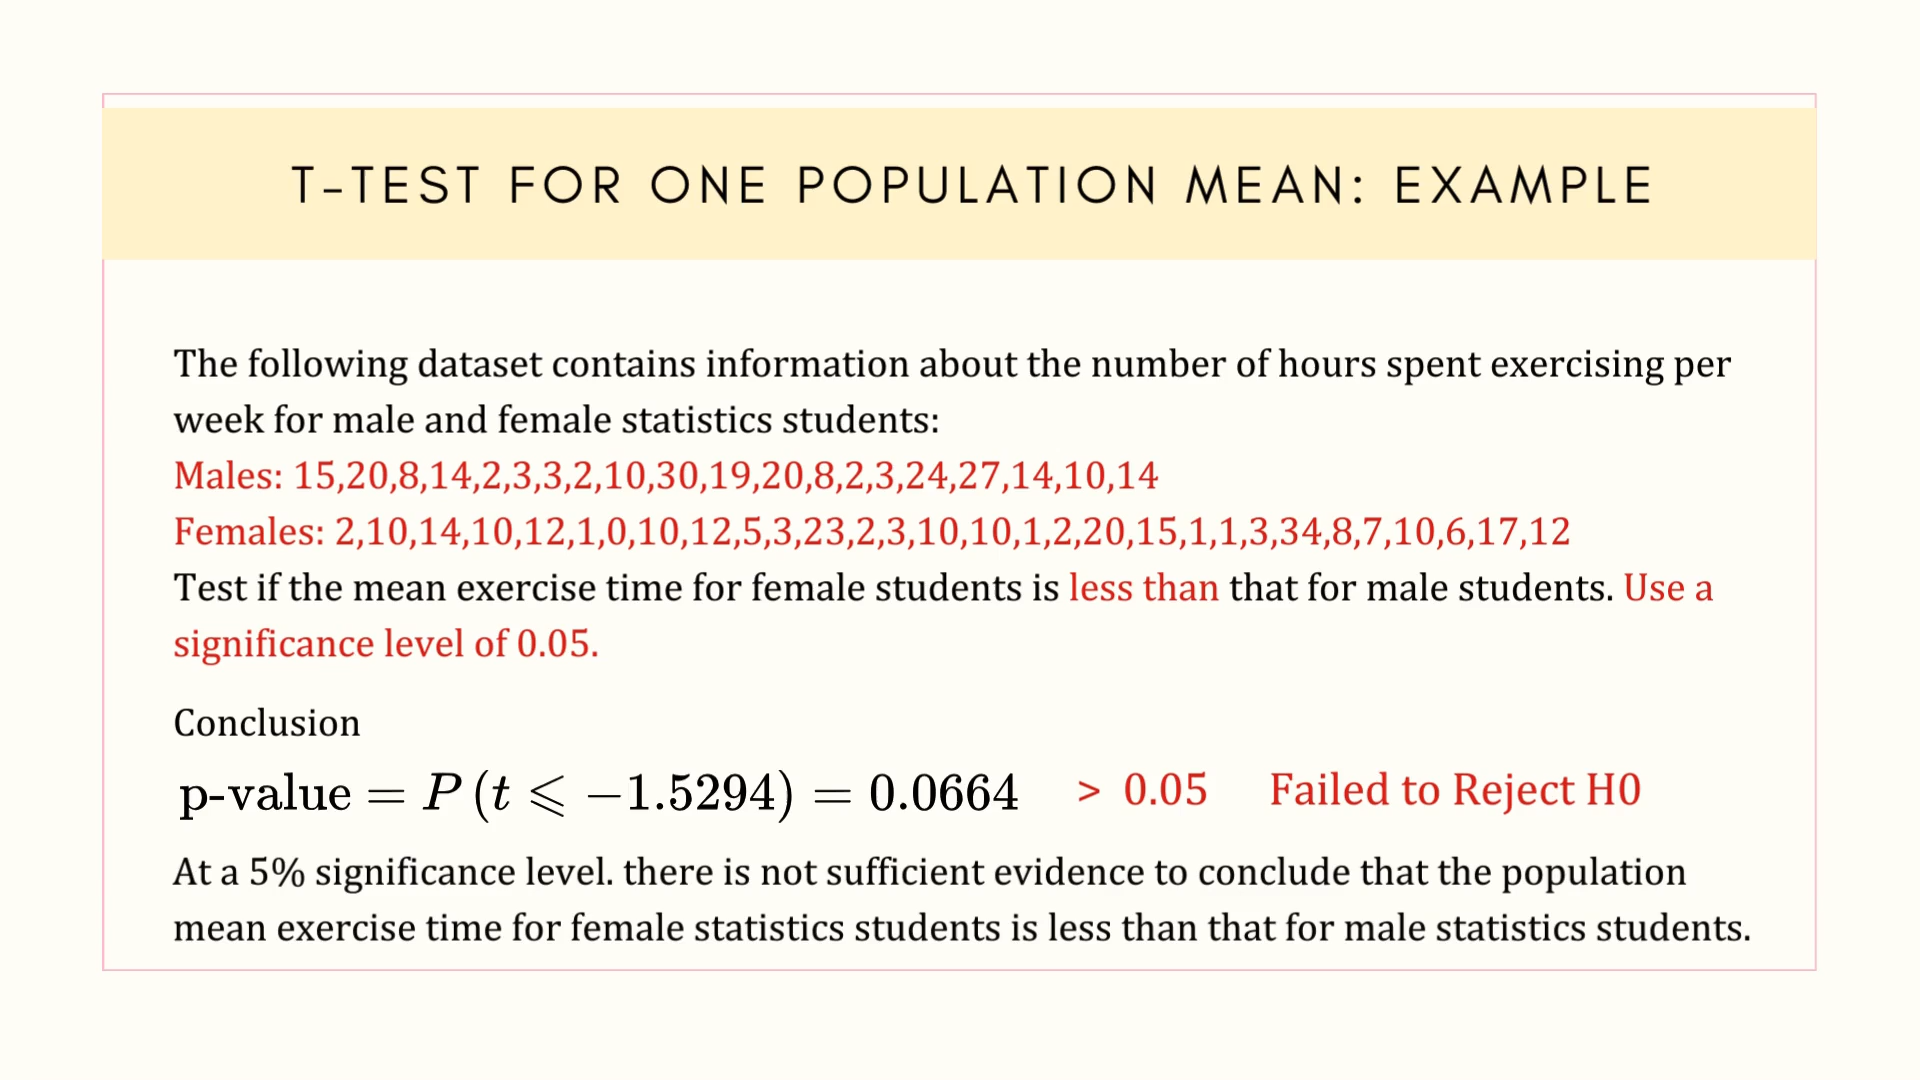 T-TEST FOR ONE POPULATION MEAN: EXAMPLE
The following dataset contains information about the number of hours spent exercising per
week for male and female statistics students:
Males: 15,20,8,14,2,3,3,2,10,30,19,20,8,2,3,24,27,14,10,14
Females: 2,10,14,10,12,1,0,10,12,5,3,23,2,3,10,10,1,2,20,15,1,1,3,34,8,7,10,6,17,12
Test if the mean exercise time for female students is less than that for male students. Use a
significance level of 0.05.
Conclusion
p-value = P (t ⩽ −1.5294) = 0.0664 > 0.05 Failed to Reject H0
At a 5% significance level. there is not sufficient evidence to conclude that the population
mean exercise time for female statistics students is less than that for male statistics students.